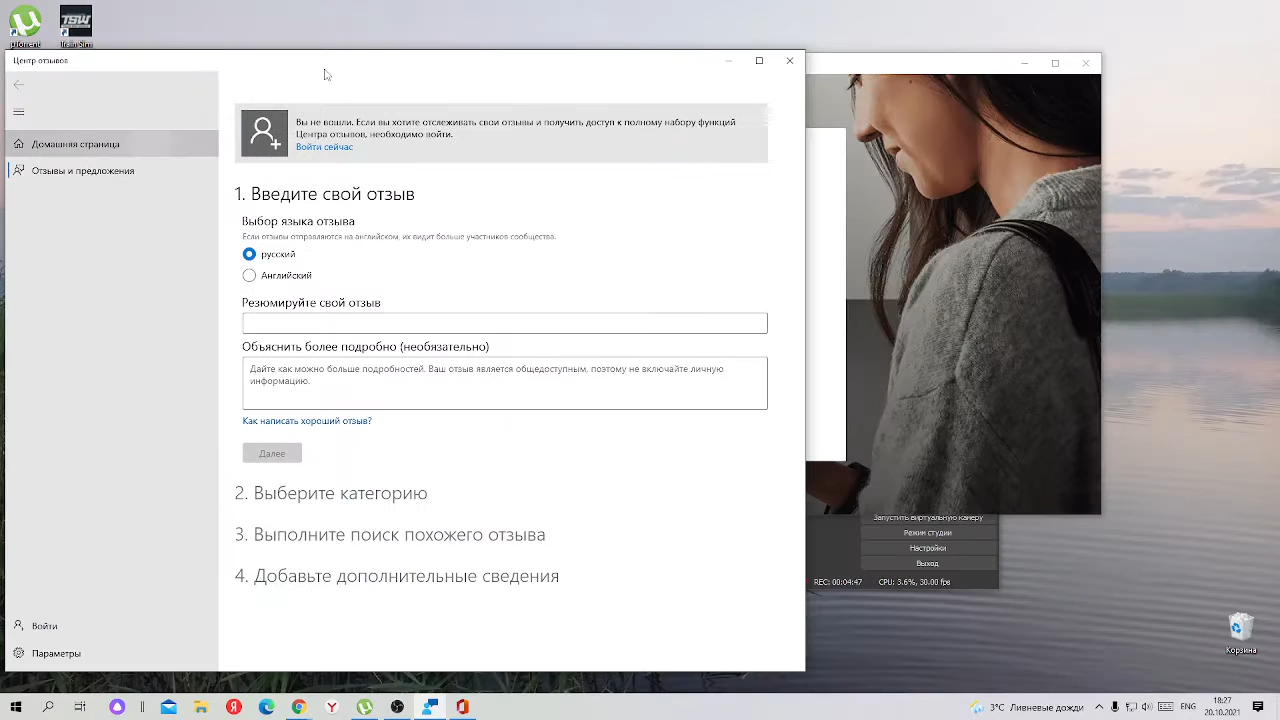 µTorrent
Train Sim
TSW
Центр отзывов
Домашняя страница
Отзывы и предложения
Вы не вошли. Если вы хотите отслеживать свои отзывы и получить доступ к полному набору функций
Центра отзывов, необходимо войти.
Войти сейчас
1. Введите свой отзыв
Выбор языка отзыва
Если отзывы отправляются на английском, их видит больше участников сообщества.
русский
Английский
Резюмируйте свой отзыв
Объяснить более подробно (необязательно)
Дайте как можно больше подробностей. Ваш отзыв является общедоступным, поэтому не включайте личную
информацию.
Как написать хороший отзыв?
Далее
2. Выберите категорию
3. Выполните поиск похожего отзыва
4. Добавьте дополнительные сведения
Войти
Параметры
Запустить виртуальную камеру
Режим студии
Настройки
Выход
REC: 00:04:47 CPU: 3.6%, 30.00 fps
Корзина
3°C Ливневые дожди
ENG
18:27
20.10.2021